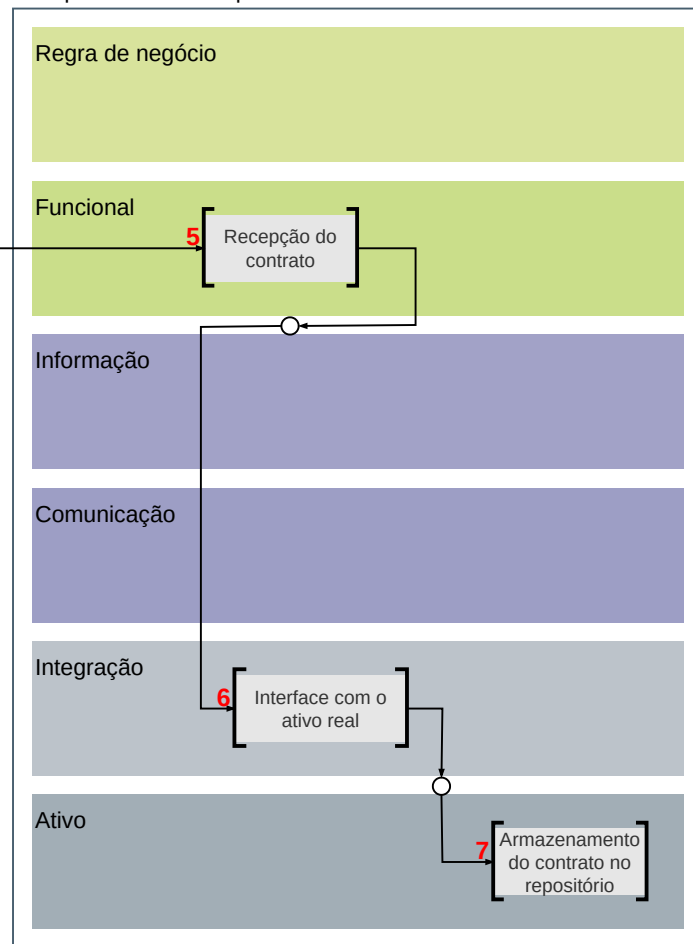 Regra de negócio
Funcional
5
Recepção do
contrato
Informação
Comunicação
Integração
6
Interface com o
ativo real
Ativo
7
Armazenamento
do contrato no
repositório